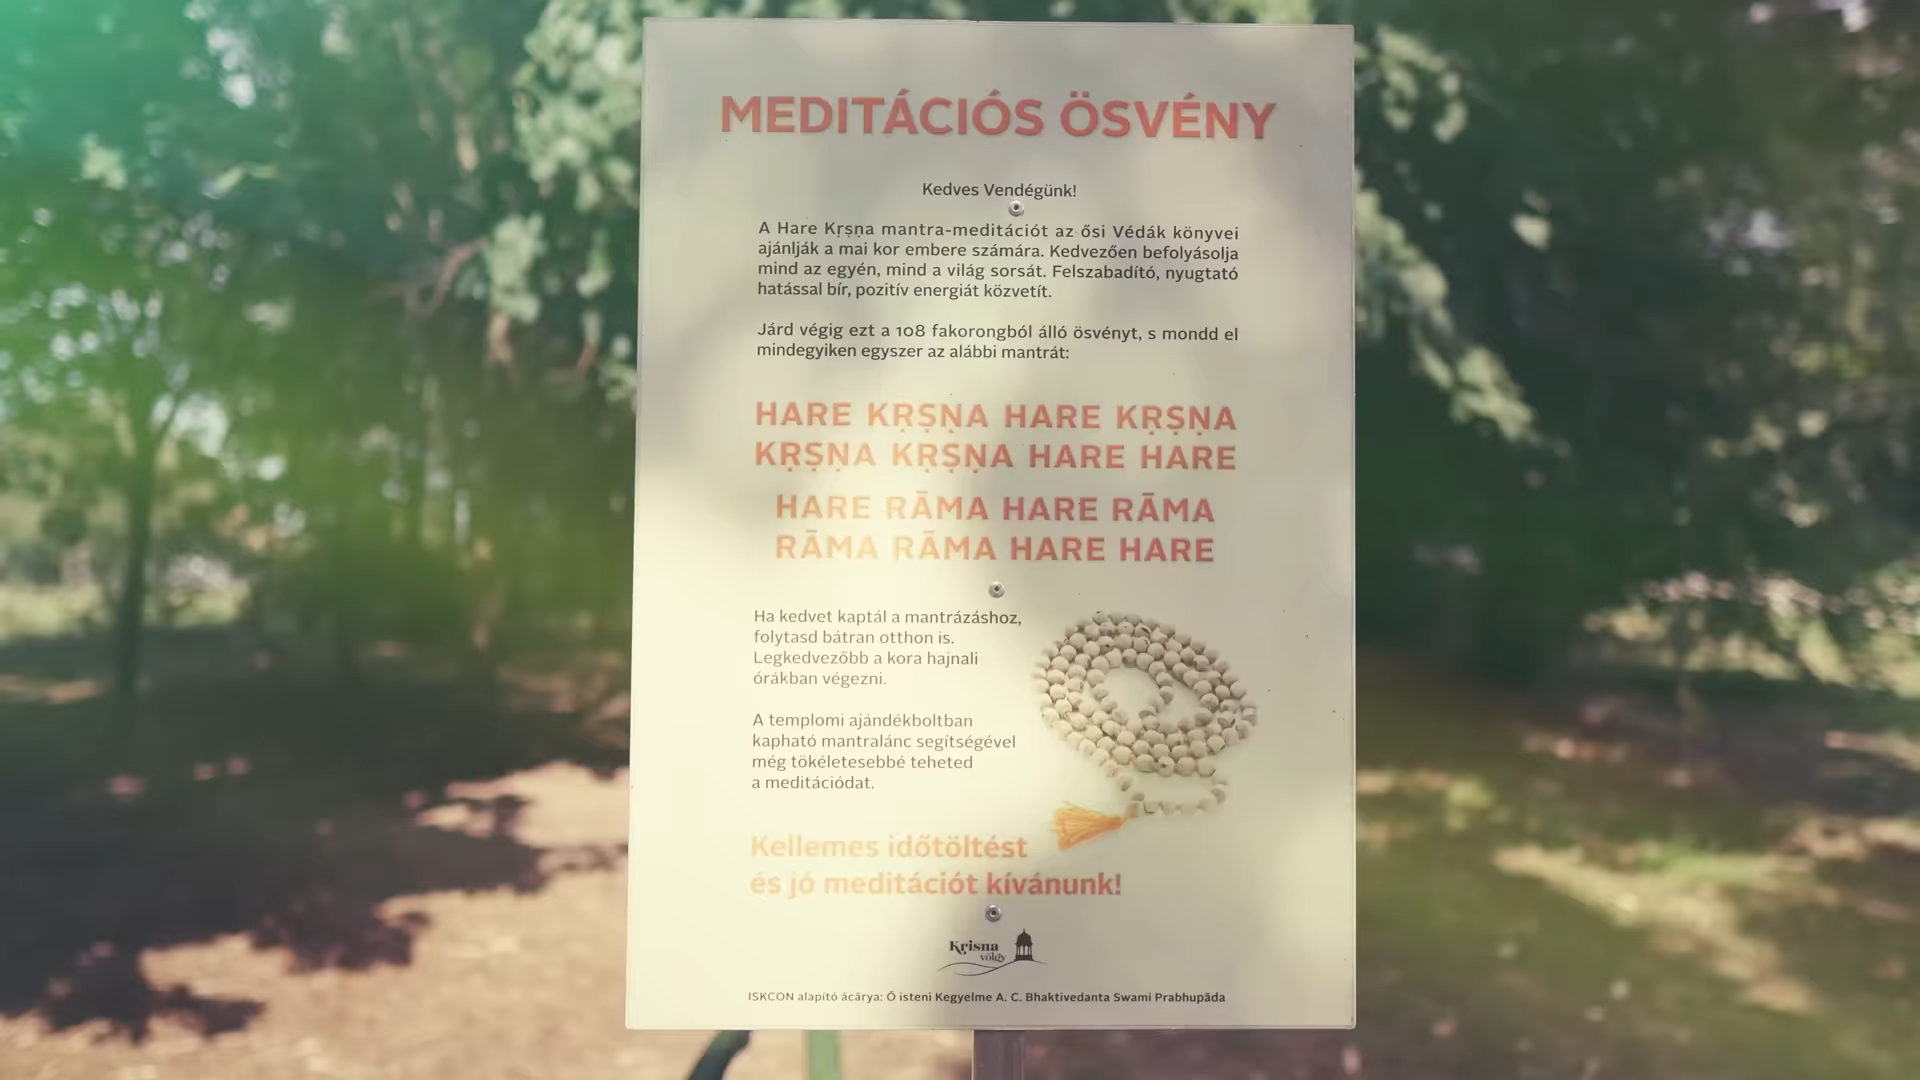 MEDITÁCIÓS ÖSVÉNY
Kedves Vendégünk!
A Hare Kṛṣṇa mantra-meditációt az ősi Védák könyvei
ajánlják a mai kor embere számára. Kedvezően befolyásolja
mind az egyén, mind a világ sorsát. Felszabadító, nyugtató
hatással bír, pozitív energiát közvetít.
Járd végig ezt a 108 fakorongból álló ösvényt, s mondd el
mindegyiken egyszer az alábbi mantrát:
HARE KṚṢṆA HARE KṚṢṆA
KṚṢṆA KṚṢṆA HARE HARE
HARE RĀMA HARE RĀMA
RĀMA RĀMA HARE HARE
Ha kedvet kaptál a mantrázáshoz,
folytasd bátran otthon is.
Legkedvezőbb a kora hajnali
órákban végezni.
A templomi ajándékboltban
kapható mantralánc segítségével
még tökéletesebbé teheted
a meditációdat.
Kellemes időtöltést
és jó meditációt kívánunk!
Krisna
völgy
ISKCON alapító ácárya: Ő isteni Kegyelme A. C. Bhaktivedanta Swami Prabhupāda